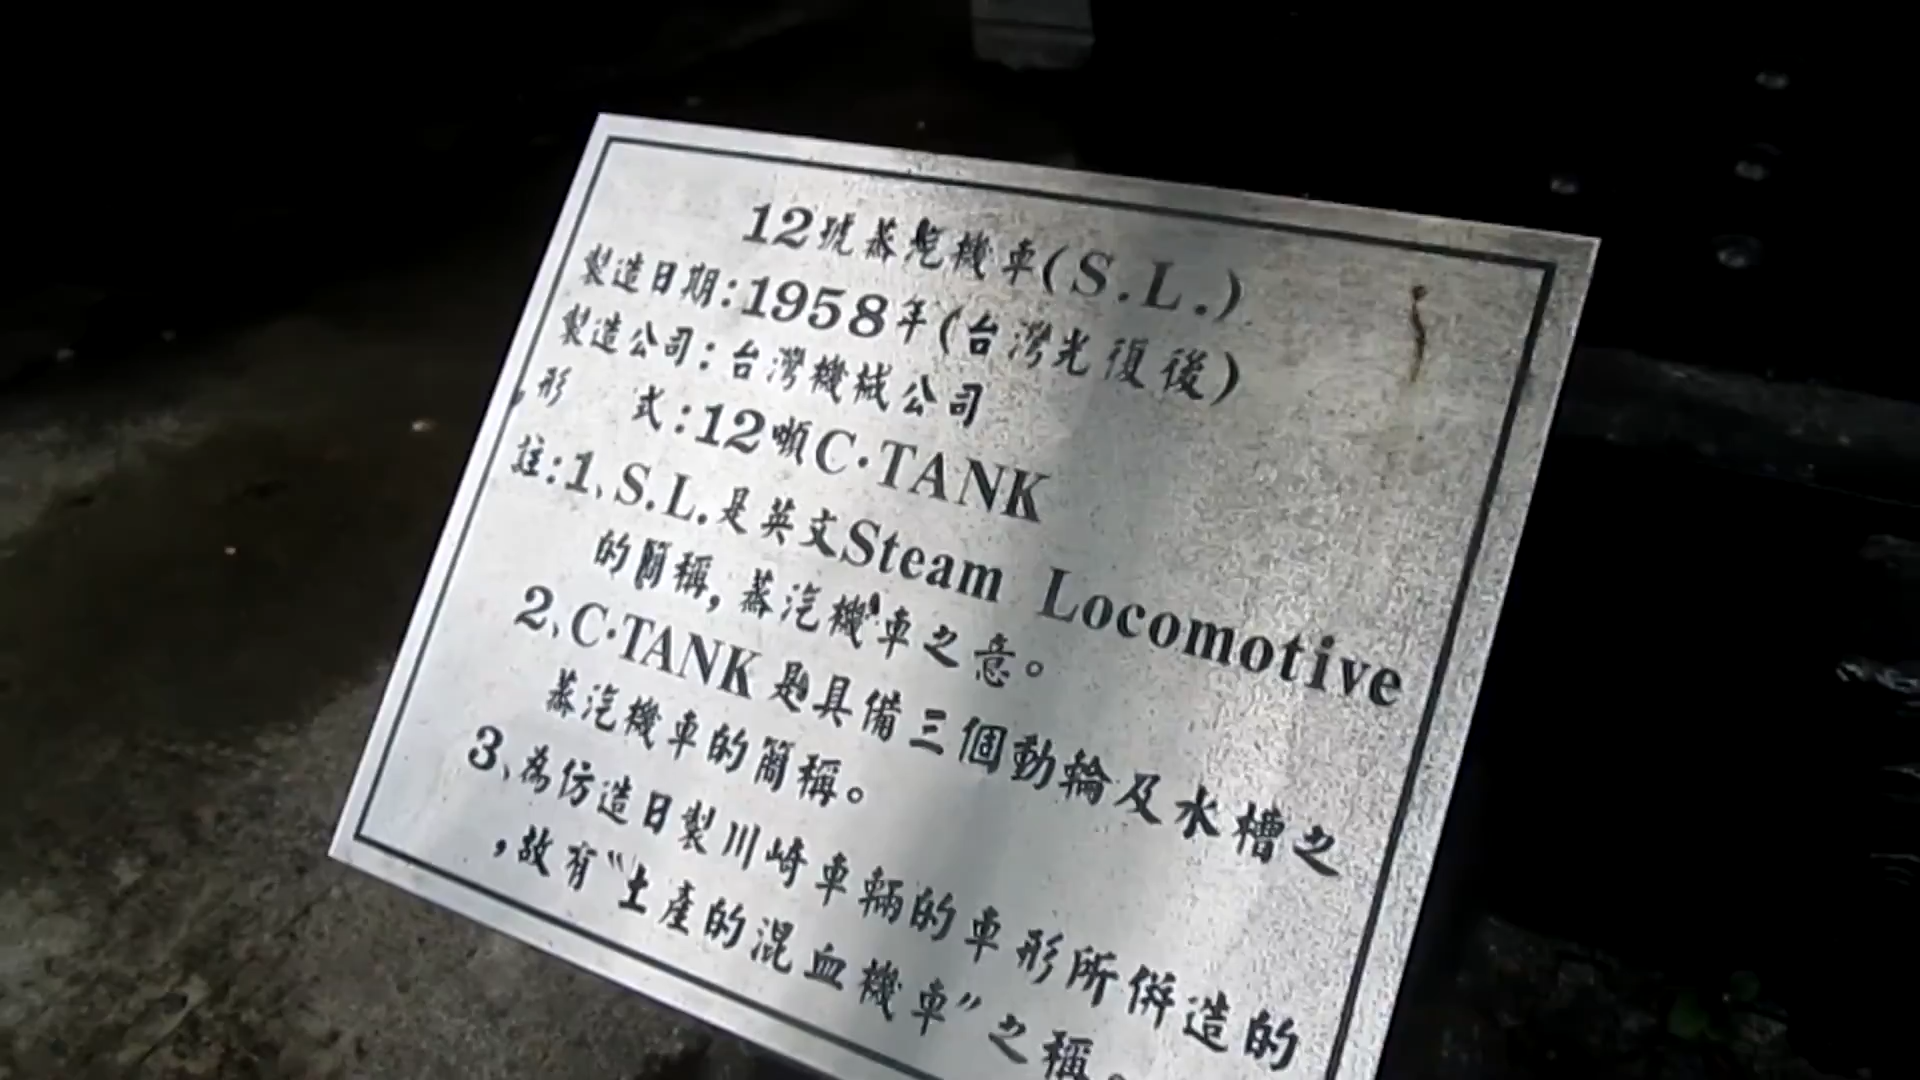 12號蒸汽機車(S.L.)
製造日期:1958年(台灣光復後)
製造公司:台灣機械公司
形 式:12噸C·TANK
註:1、S.L.是英文Steam Locomotive
的簡稱,蒸汽機車之意。
2、C·TANK是具備三個動輪及水槽之
蒸汽機車的簡稱。
3、為仿造日製川崎車輛的車形所併造的
,故有“土產的混血機車”之稱。